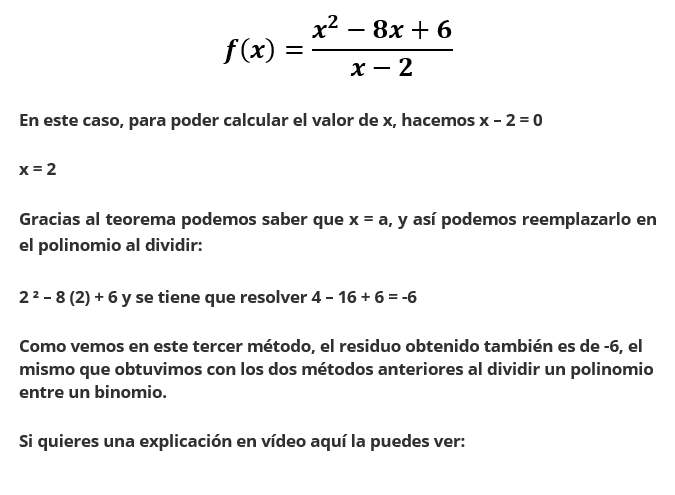 f(x) = x² − 8x + 6 / x − 2
En este caso, para poder calcular el valor de x, hacemos x – 2 = 0
x = 2
Gracias al teorema podemos saber que x = a, y así podemos reemplazarlo en
el polinomio al dividir:
2 ² – 8 (2) + 6 y se tiene que resolver 4 – 16 + 6 = -6
Como vemos en este tercer método, el residuo obtenido también es de -6, el
mismo que obtuvimos con los dos métodos anteriores al dividir un polinomio
entre un binomio.
Si quieres una explicación en vídeo aquí la puedes ver: